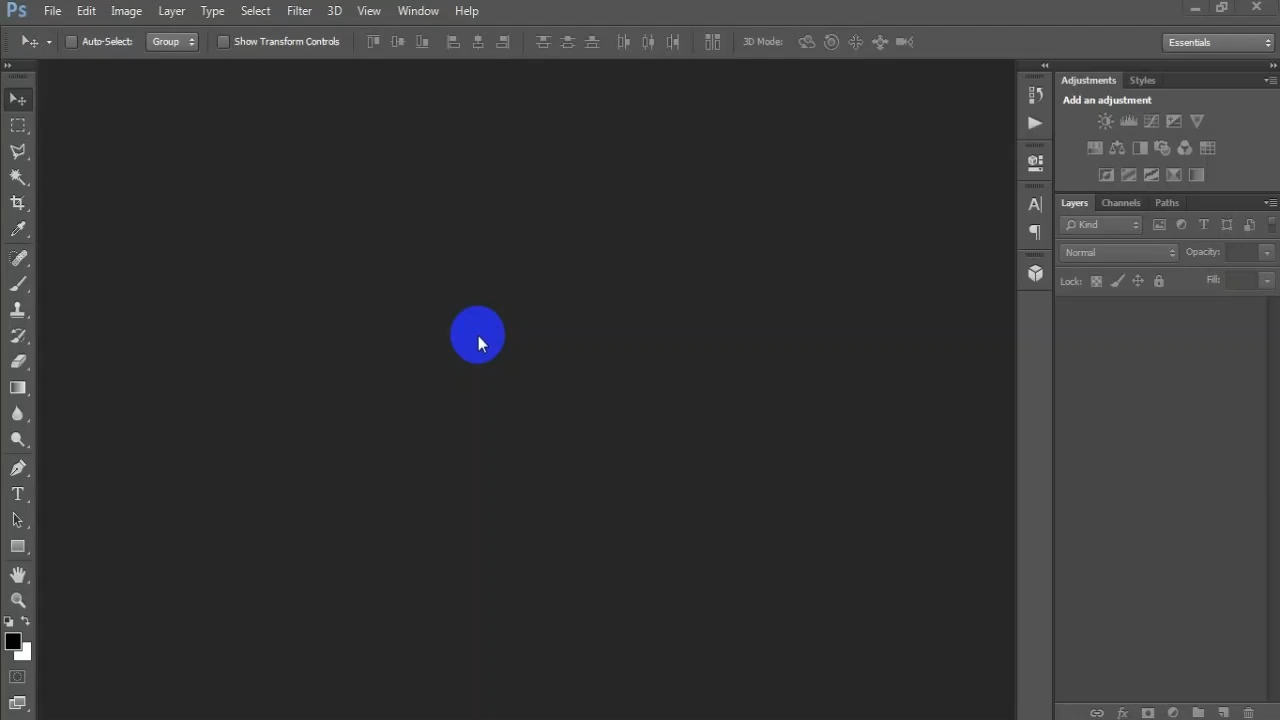 Ps File Edit Image Layer Type Select Filter 3D View Window Help
Auto-Select: Group Show Transform Controls 3D Mode: Essentials
Adjustments Styles
Add an adjustment
Layers Channels Paths
Kind T
Normal Opacity:
Lock: Fill:
A
T
fx